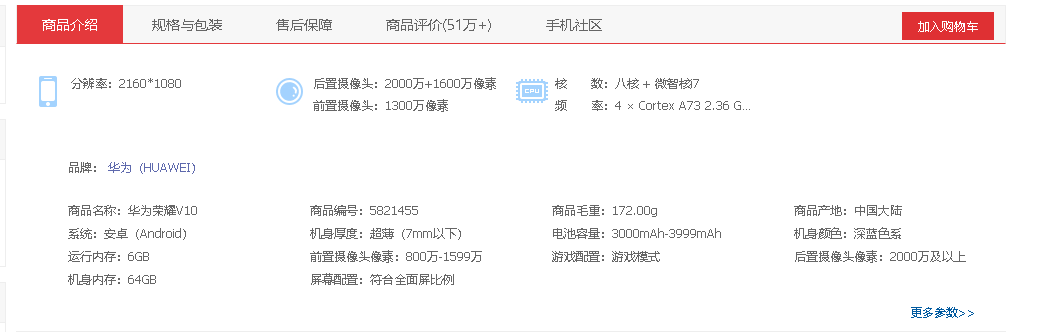 商品介绍 规格与包装 售后保障 商品评价(51万+) 手机社区 加入购物车
分辨率：2160*1080 后置摄像头：2000万+1600万像素 核 数：八核 + 微智核i7
前置摄像头：1300万像素 频 率：4 × Cortex A73 2.36 G...
CPU
品牌： 华为（HUAWEI）
商品名称：华为荣耀V10 商品编号：5821455 商品毛重：172.00g 商品产地：中国大陆
系统：安卓（Android） 机身厚度：超薄（7mm以下） 电池容量：3000mAh-3999mAh 机身颜色：深蓝色系
运行内存：6GB 前置摄像头像素：800万-1599万 游戏配置：游戏模式 后置摄像头像素：2000万及以上
机身内存：64GB 屏幕配置：符合全面屏比例
更多参数>>